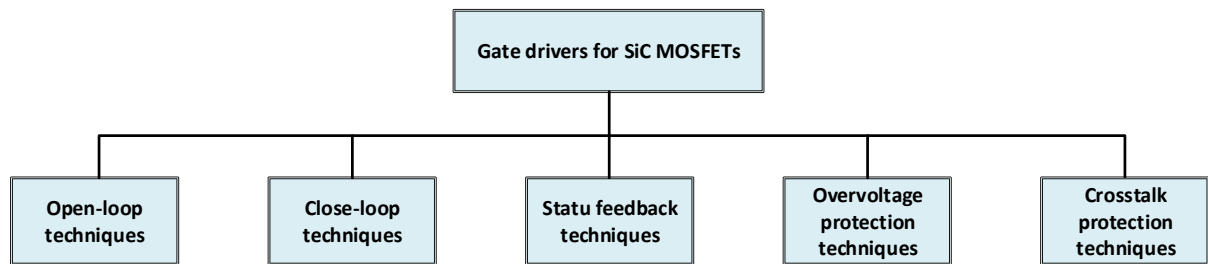 Gate drivers for SiC MOSFETs
Open-loop
techniques
Close-loop
techniques
Statu feedback
techniques
Overvoltage
protection
techniques
Crosstalk
protection
techniques